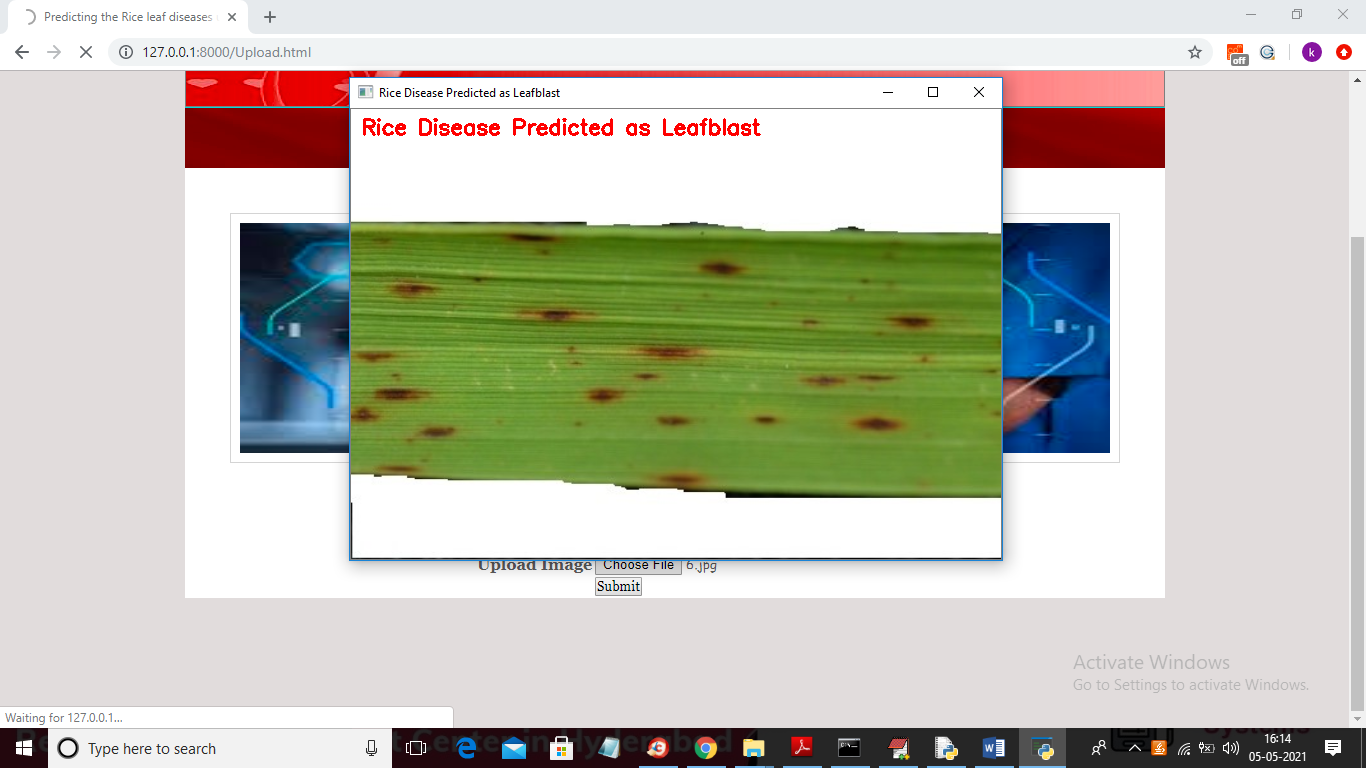 Predicting the Rice leaf diseases
127.0.0.1:8000/Upload.html
off
k
Rice Disease Predicted as Leafblast
Rice Disease Predicted as Leafblast
Upload Image Choose File 6.jpg
Submit
Activate Windows
Go to Settings to activate Windows.
Waiting for 127.0.0.1...
Type here to search
16:14
05-05-2021